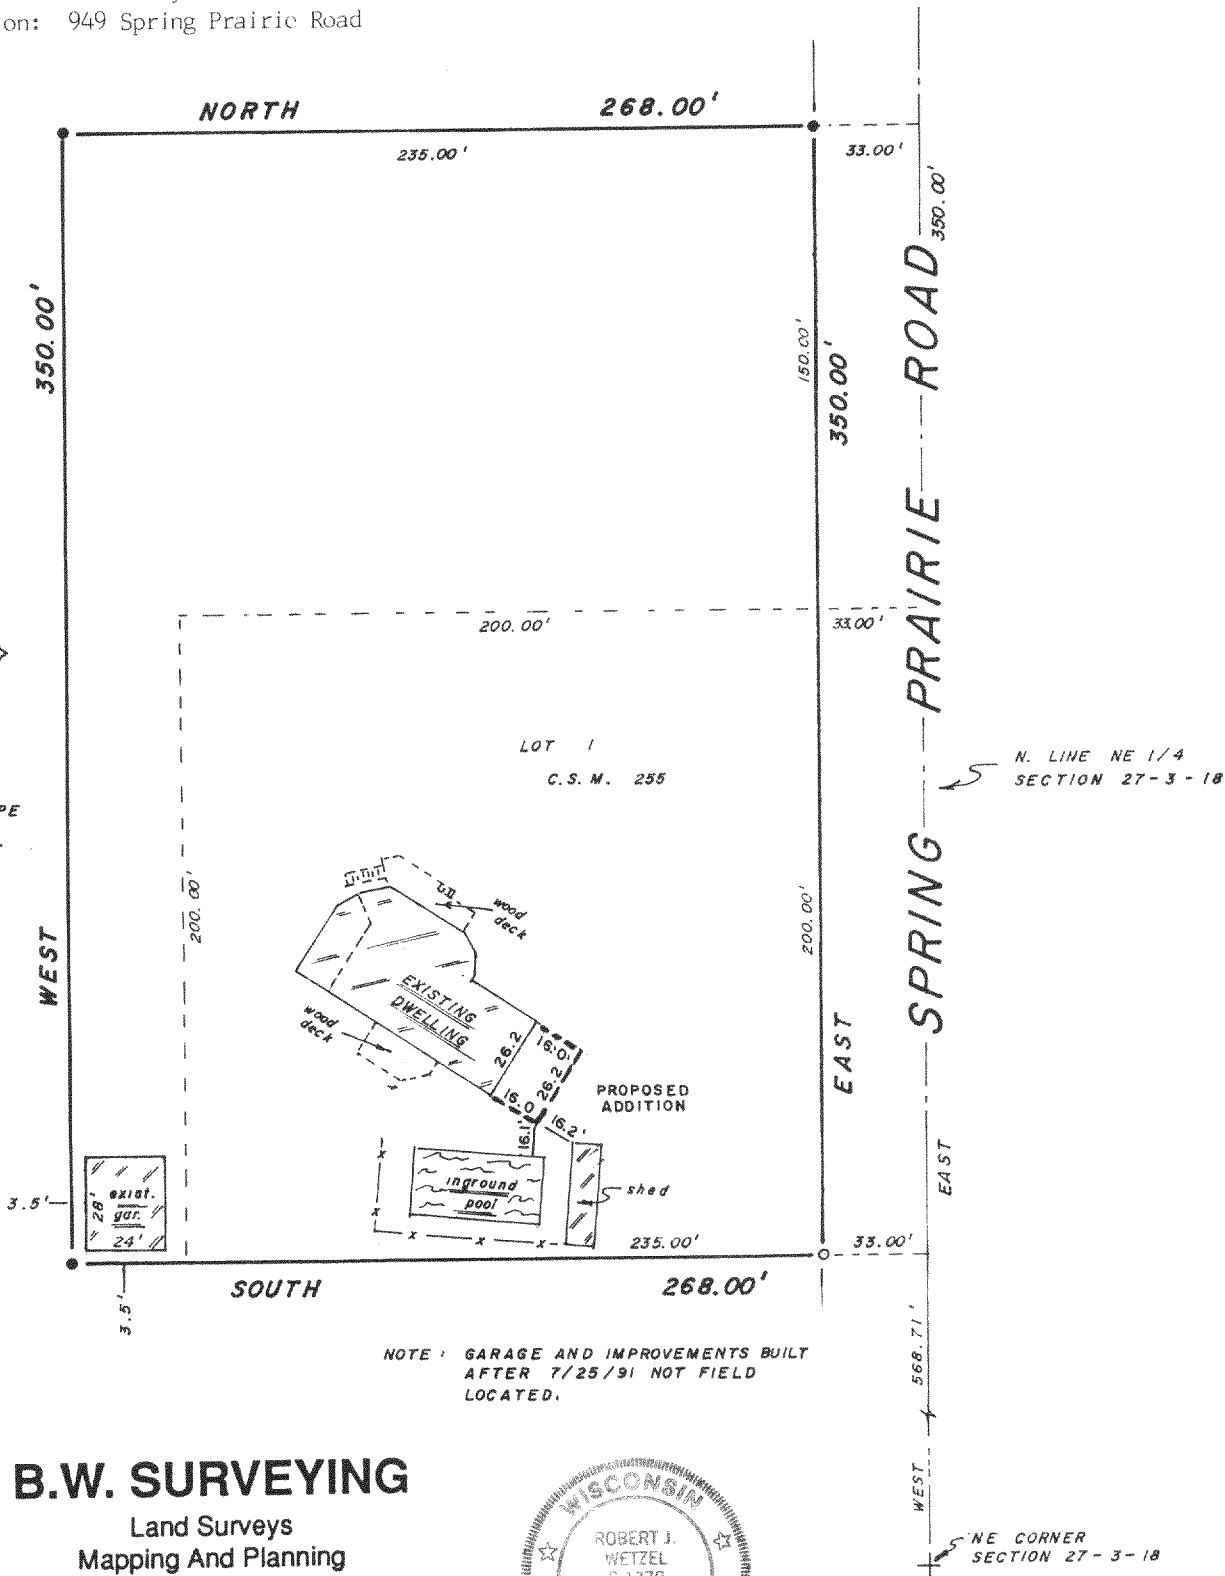 on: 949 Spring Prairie Road
NORTH 268.00'
235.00'
33.00'
350.00'
350.00'
150.00'
350.00'
SPRING PRAIRIE ROAD
200.00'
33.00'
LOT 1
C.S.M. 255
N. LINE NE 1/4
SECTION 27-3-18
PE
200.00'
200.00'
WEST
wood
deck
EXISTING
DWELLING
wood
deck
26.2
16.0'
26.2
16.0
PROPOSED
ADDITION
EAST
16.1'
16.2'
EAST
inground
pool
shed
3.5'
exist.
gar.
28'
24'
235.00'
33.00'
SOUTH 268.00'
3.5'
568.71'
NOTE: GARAGE AND IMPROVEMENTS BUILT
AFTER 7/25/91 NOT FIELD
LOCATED.
B.W. SURVEYING
Land Surveys
Mapping And Planning
WISCONSIN
ROBERT J.
WETZEL
WEST
NE CORNER
SECTION 27-3-18